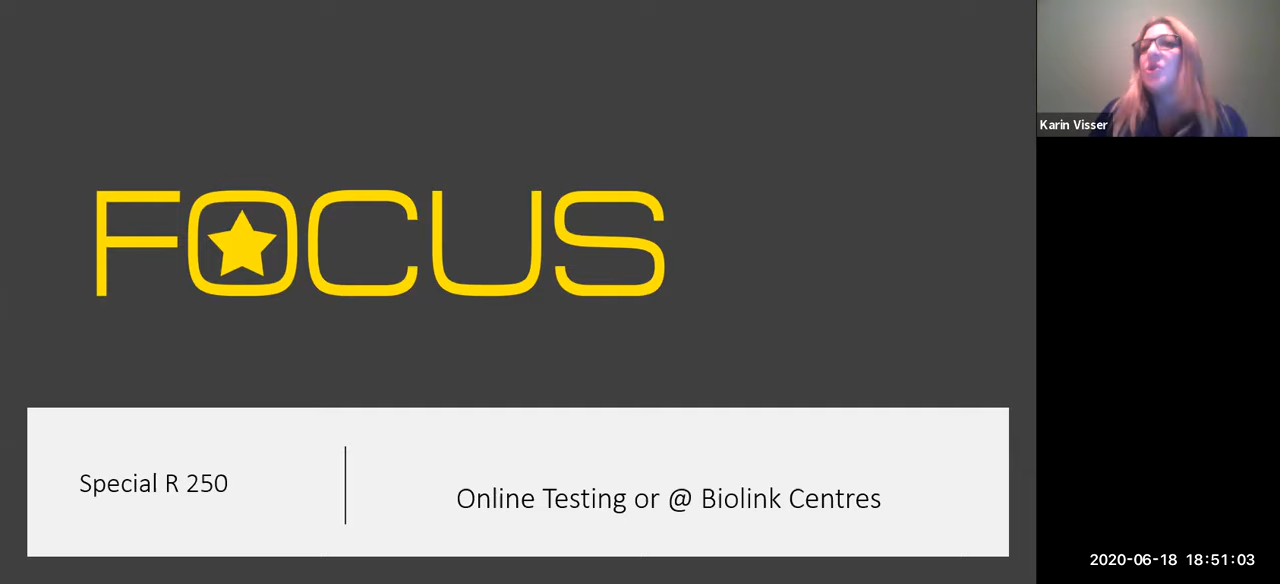 FOCUS
Special R 250
Online Testing or @ Biolink Centres
Karin Visser
2020-06-18 18:51:03